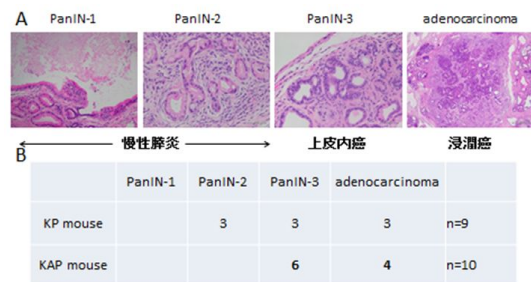 A
PanIN-1 PanIN-2 PanIN-3 adenocarcinoma
慢性膵炎 上皮内癌 浸潤癌
B
PanIN-1 PanIN-2 PanIN-3 adenocarcinoma
KP mouse 3 3 3 n=9
KAP mouse 6 4 n=10